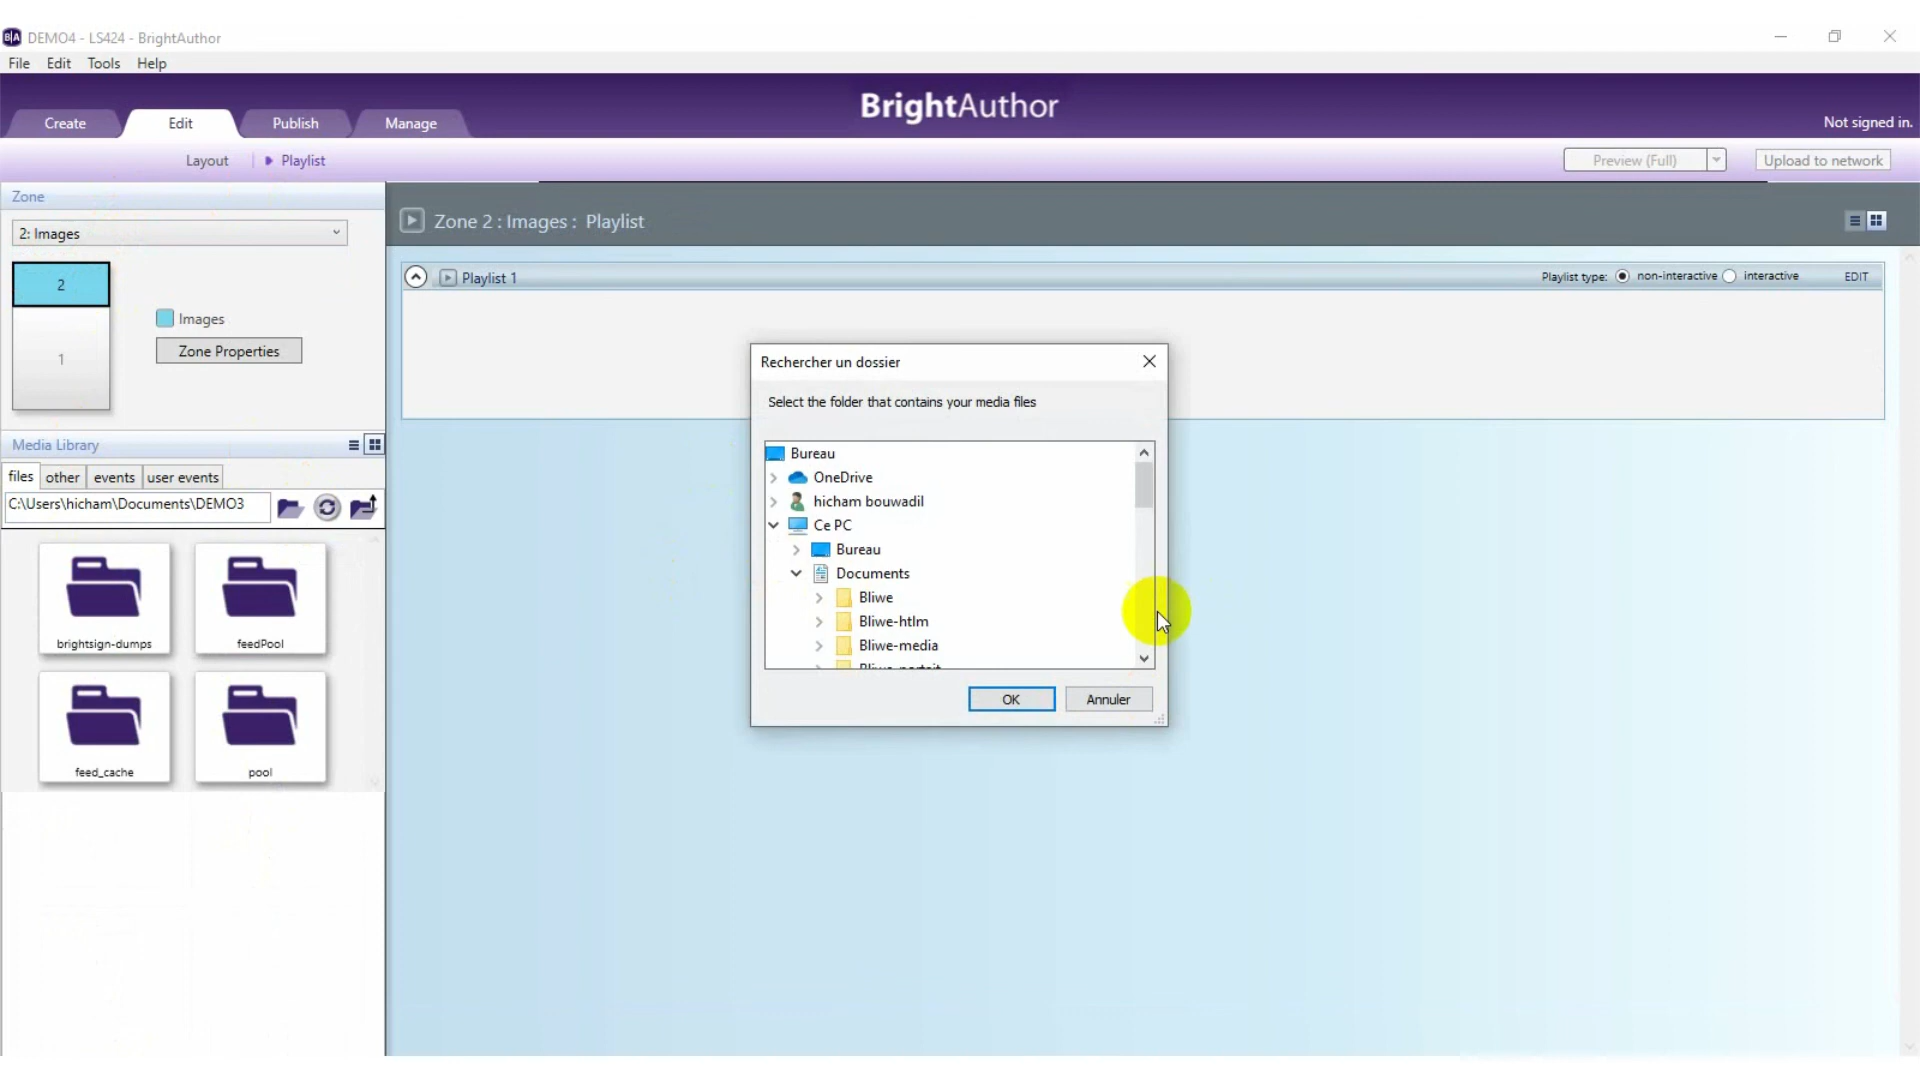 DEMO4 - LS424 - BrightAuthor
File Edit Tools Help
BrightAuthor
Create Edit Publish Manage
Not signed in.
Layout Playlist
Preview (Full) Upload to network
Zone
2: Images
Zone 2 : Images : Playlist
2
1
Images
Zone Properties
Playlist 1
Playlist type: non-interactive interactive EDIT
Media Library
files other events user events
C:\Users\hicham\Documents\DEMO3
brightsign-dumps
feedPool
feed_cache
pool
Rechercher un dossier
Select the folder that contains your media files
Bureau
OneDrive
hicham bouwadil
Ce PC
Bureau
Documents
Bliwe
Bliwe-htlm
Bliwe-media
OK Annuler